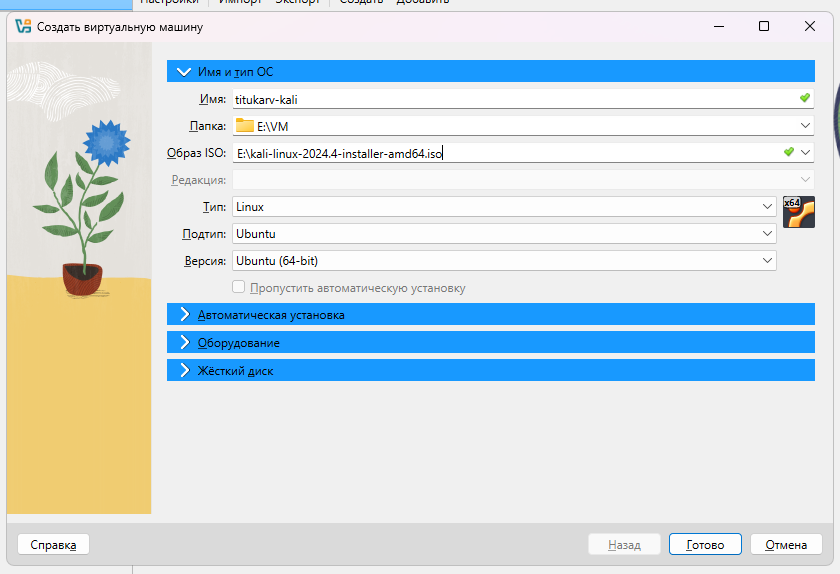 Настройки Импорт Экспорт Создать Добавить
Создать виртуальную машину
Имя и тип ОС
Имя: titukarv-kali
Папка: E:\VM
Образ ISO: E:\kali-linux-2024.4-installer-amd64.iso
Редакция:
Тип: Linux
x64
Подтип: Ubuntu
Версия: Ubuntu (64-bit)
Пропустить автоматическую установку
Автоматическая установка
Оборудование
Жёсткий диск
Справка Назад Готово Отмена